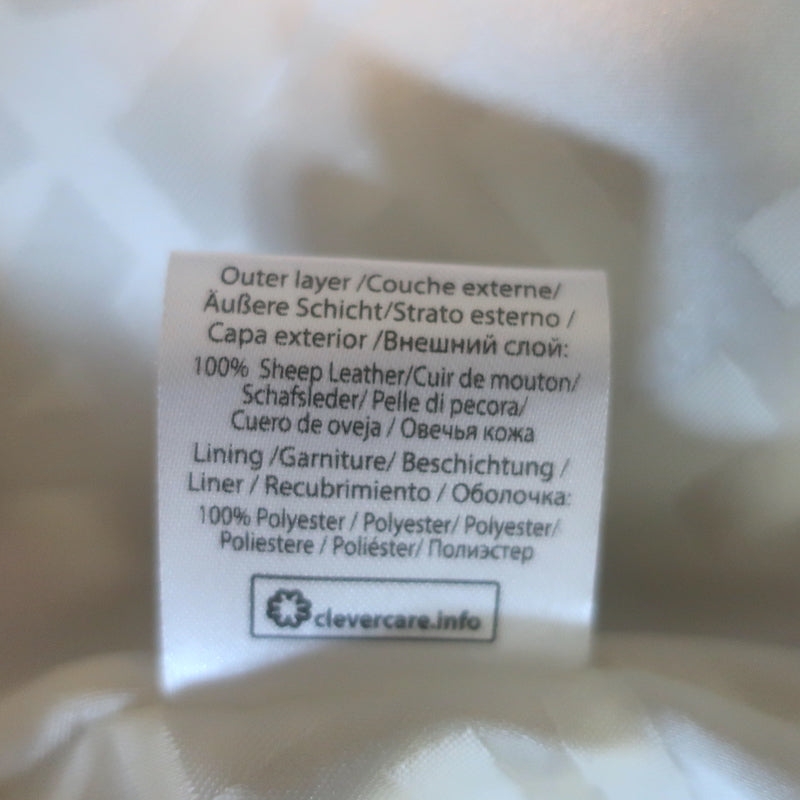 Outer layer /Couche externe/
Äußere Schicht/Strato esterno /
Capa exterior /Внешний слой:
100% Sheep Leather/Cuir de mouton/
Schafsleder/ Pelle di pecora/
Cuero de oveja / Овечья кожа
Lining /Garniture/ Beschichtung /
Liner / Recubrimiento / Оболочка:
100% Polyester / Polyester/ Polyester/
Poliestere / Poliéster/ Полиэстер
clevercare.info